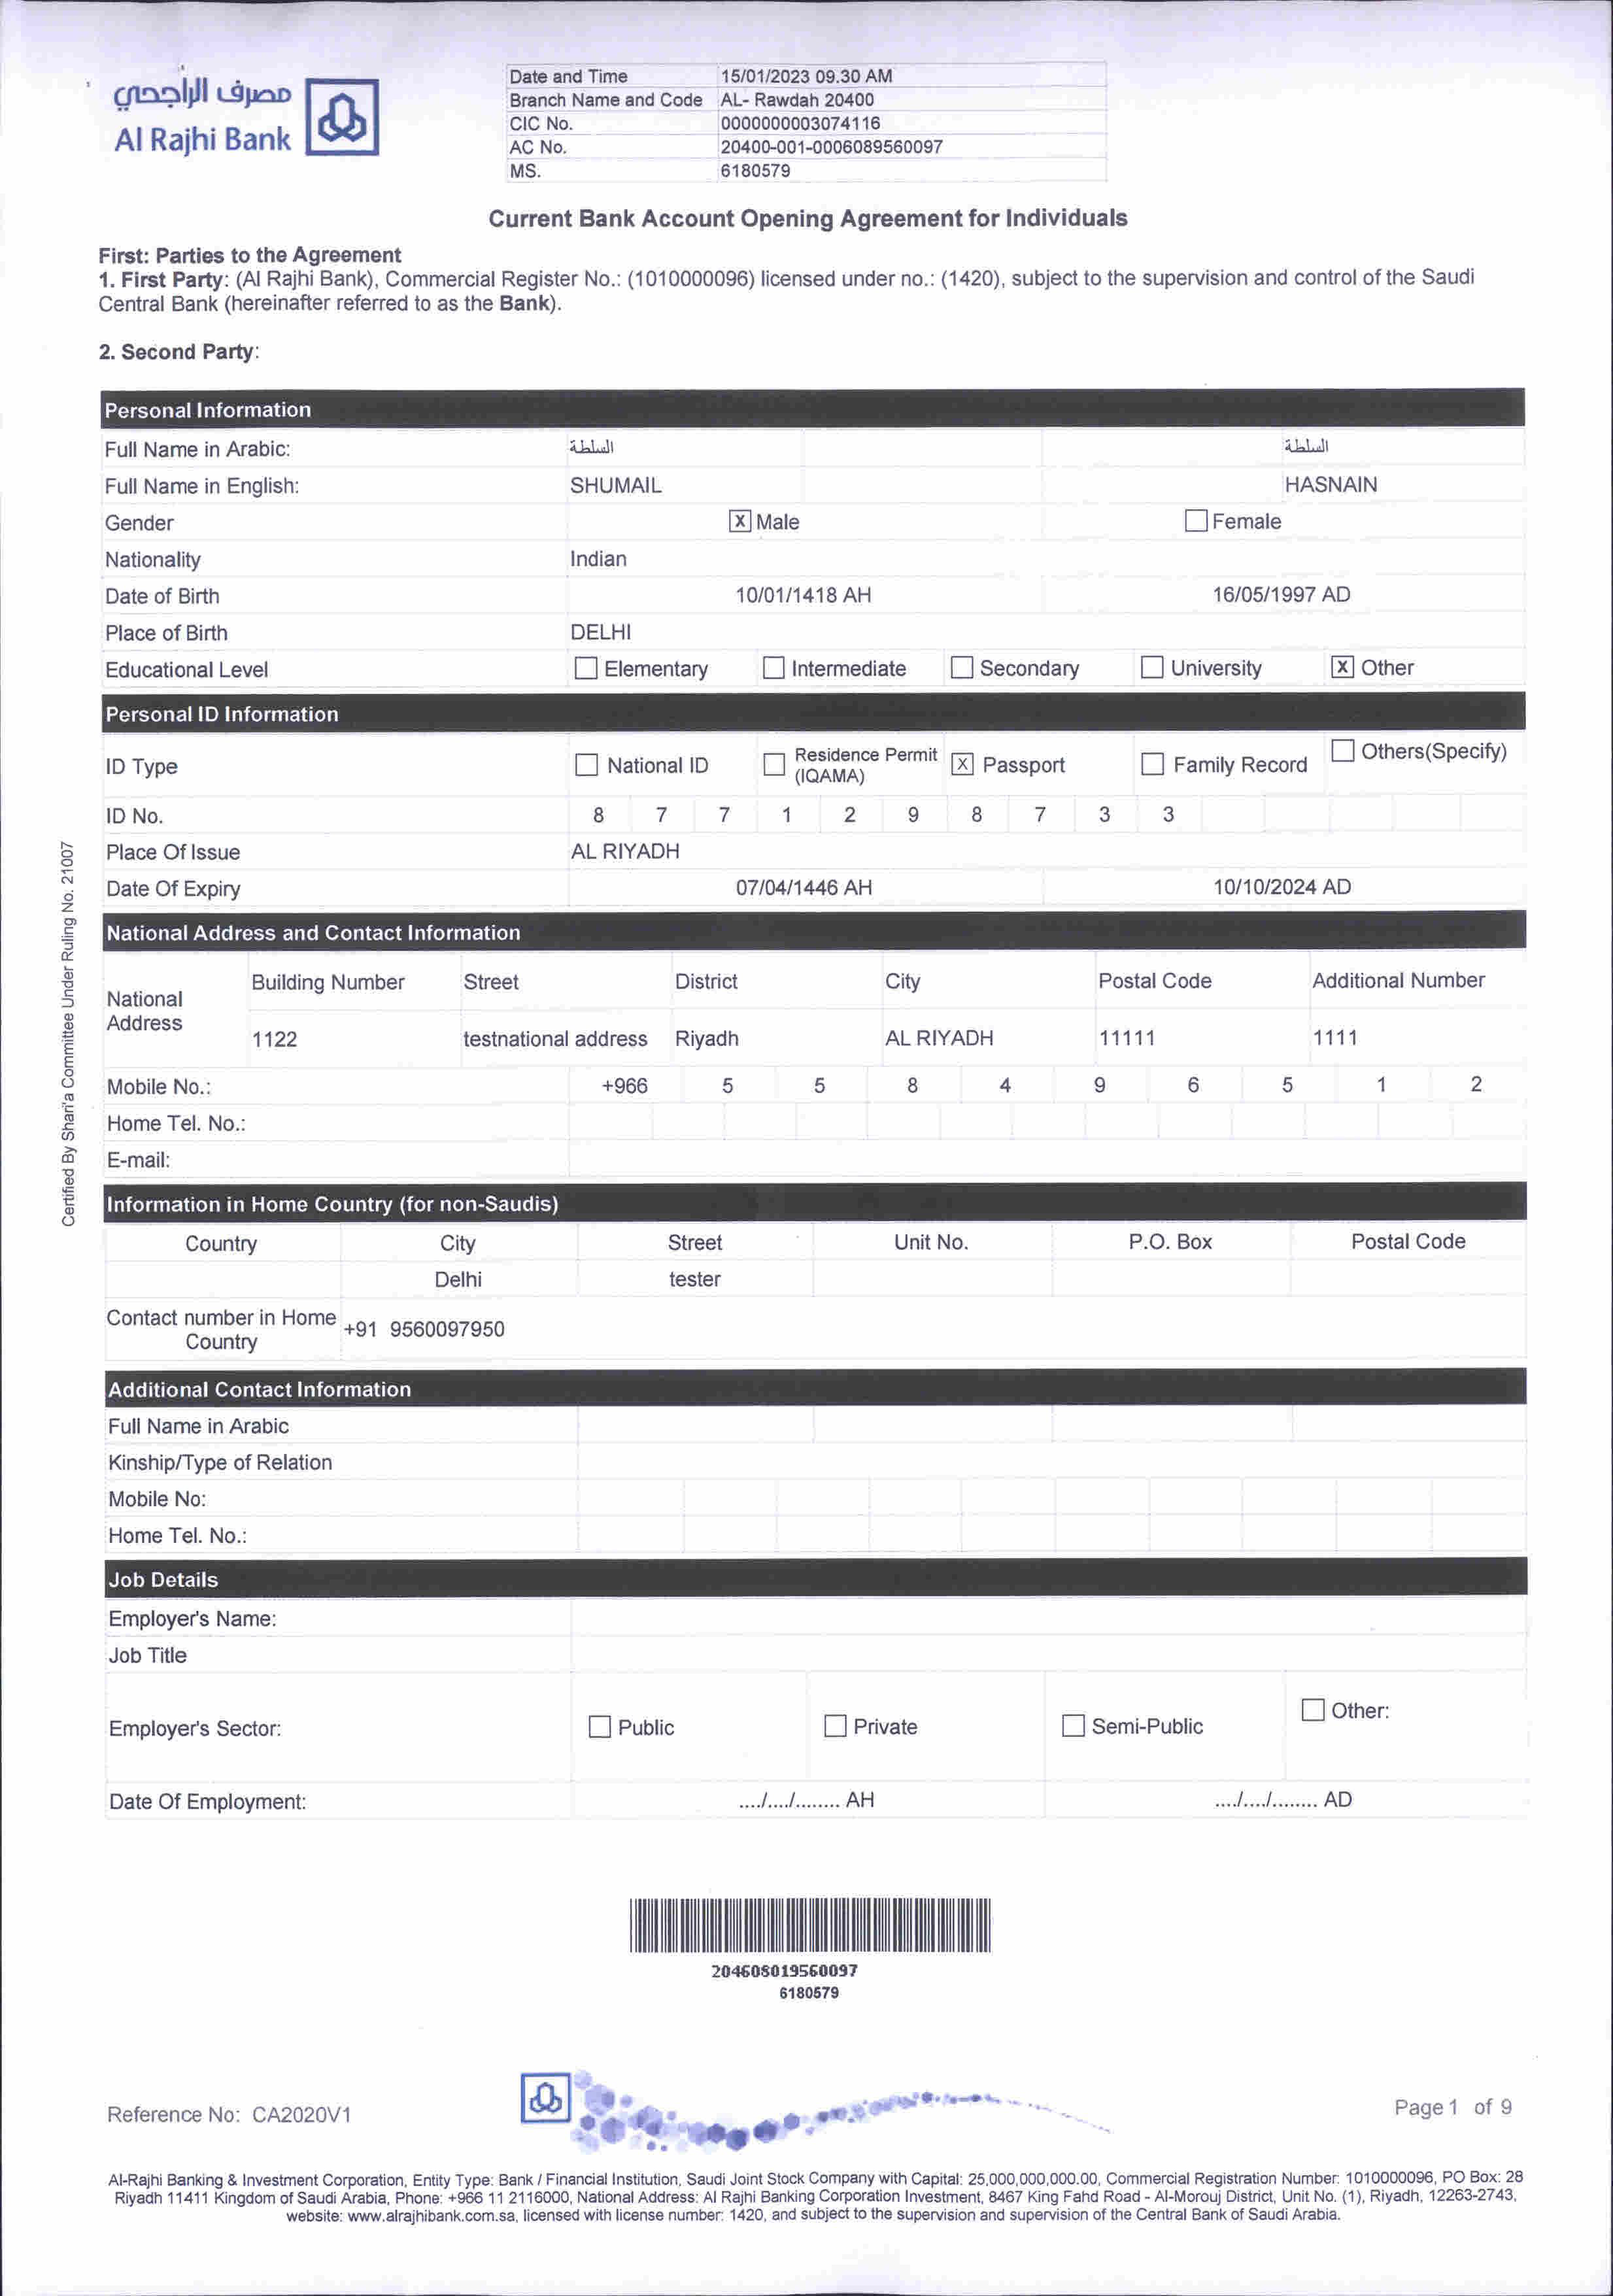 مصرف الراجحي
Al Rajhi Bank
Date and Time 15/01/2023 09.30 AM
Branch Name and Code AL- Rawdah 20400
CIC No. 0000000003074116
AC No. 20400-001-0006089560097
MS. 6180579
Current Bank Account Opening Agreement for Individuals
First: Parties to the Agreement
1. First Party: (Al Rajhi Bank), Commercial Register No.: (1010000096) licensed under no.: (1420), subject to the supervision and control of the Saudi
Central Bank (hereinafter referred to as the Bank).
2. Second Party:
Personal Information
Full Name in Arabic: السلطة السلطة
Full Name in English: SHUMAIL HASNAIN
Gender x Male Female
Nationality Indian
Date of Birth 10/01/1418 AH 16/05/1997 AD
Place of Birth DELHI
Educational Level Elementary Intermediate Secondary University x Other
Personal ID Information
ID Type National ID Residence Permit (IQAMA) x Passport Family Record Others(Specify)
ID No. 8 7 7 1 2 9 8 7 3 3
Place Of Issue AL RIYADH
Date Of Expiry 07/04/1446 AH 10/10/2024 AD
National Address and Contact Information
National Address
Building Number Street District City Postal Code Additional Number
1122 testnational address Riyadh AL RIYADH 11111 1111
Mobile No.: +966 5 5 8 4 9 6 5 1 2
Home Tel. No.:
E-mail:
Information in Home Country (for non-Saudis)
Country City Street Unit No. P.O. Box Postal Code
Delhi tester
Contact number in Home Country +91 9560097950
Additional Contact Information
Full Name in Arabic
Kinship/Type of Relation
Mobile No:
Home Tel. No.:
Job Details
Employer's Name:
Job Title
Employer's Sector: Public Private Semi-Public Other:
Date Of Employment: ..../..../........ AH ..../..../........ AD
Certified By Shari'a Committee Under Ruling No. 21007
204608019560097
6180579
Reference No: CA2020V1
Page 1 of 9
Al-Rajhi Banking & Investment Corporation, Entity Type: Bank / Financial Institution, Saudi Joint Stock Company with Capital: 25,000,000,000.00, Commercial Registration Number: 1010000096, PO Box: 28
Riyadh 11411 Kingdom of Saudi Arabia, Phone: +966 11 2116000, National Address: Al Rajhi Banking Corporation Investment, 8467 King Fahd Road - Al-Morouj District, Unit No. (1), Riyadh, 12263-2743,
website: www.alrajhibank.com.sa, licensed with license number: 1420, and subject to the supervision and supervision of the Central Bank of Saudi Arabia.